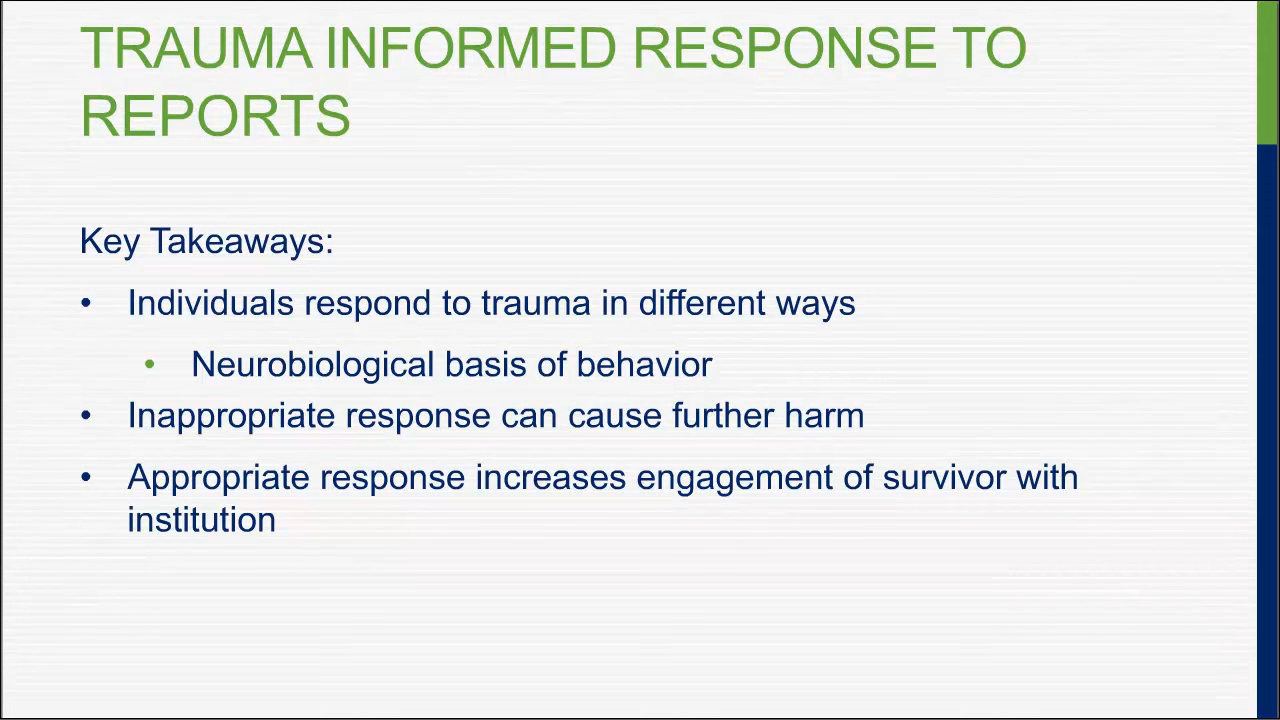 TRAUMA INFORMED RESPONSE TO
REPORTS
Key Takeaways:
• Individuals respond to trauma in different ways
• Neurobiological basis of behavior
• Inappropriate response can cause further harm
• Appropriate response increases engagement of survivor with
institution